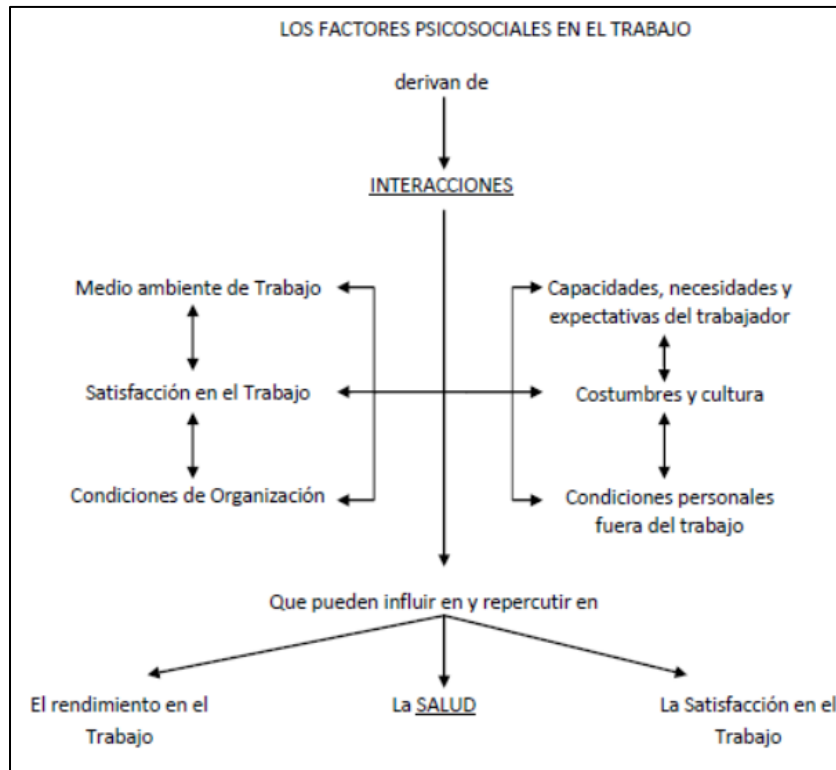 LOS FACTORES PSICOSOCIALES EN EL TRABAJO
derivan de
INTERACCIONES
Medio ambiente de Trabajo
Capacidades, necesidades y
expectativas del trabajador
Satisfacción en el Trabajo
Costumbres y cultura
Condiciones de Organización
Condiciones personales
fuera del trabajo
Que pueden influir en y repercutir en
El rendimiento en el
Trabajo
La SALUD
La Satisfacción en el
Trabajo